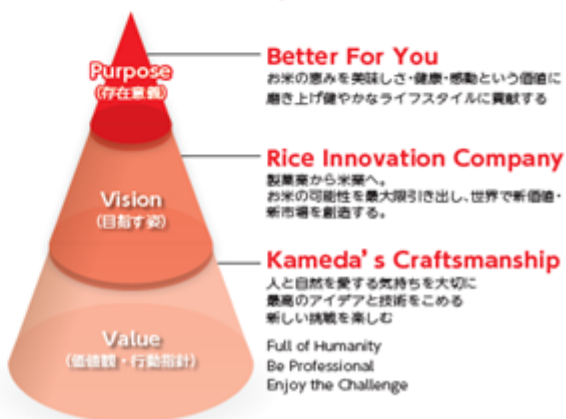 Purpose
(存在意義)
Better For You
お米の恵みを美味しさ・健康・感動という価値に
磨き上げ健やかなライフスタイルに貢献する
Vision
(目指す姿)
Rice Innovation Company
製菓業から米業へ。
お米の可能性を最大限引き出し、世界で新価値・
新市場を創造する。
Value
(価値観・行動指針)
Kameda's Craftsmanship
人と自然を愛する気持ちを大切に
最高のアイデアと技術をこめる
新しい挑戦を楽しむ
Full of Humanity
Be Professional
Enjoy the Challenge